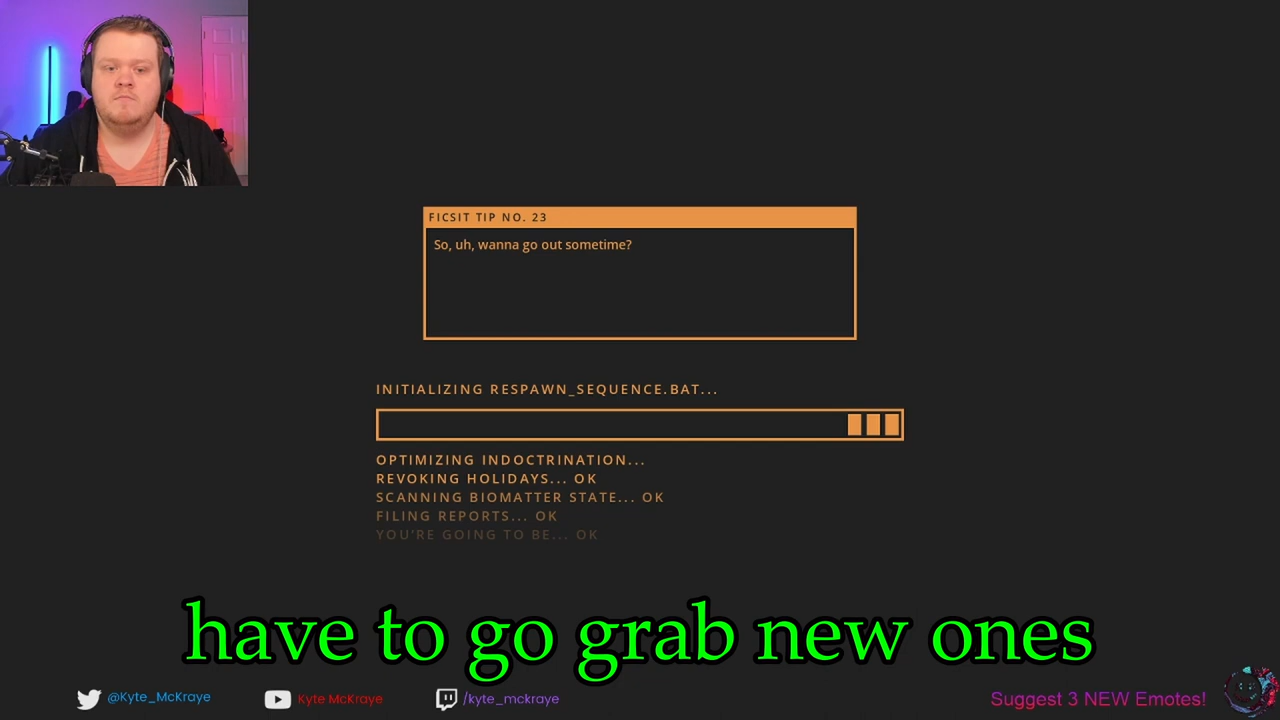 FICSIT TIP NO. 23
So, uh, wanna go out sometime?
INITIALIZING RESPAWN_SEQUENCE.BAT...
OPTIMIZING INDOCTRINATION...
REVOKING HOLIDAYS... OK
SCANNING BIOMATTER STATE... OK
FILING REPORTS... OK
YOU'RE GOING TO BE... OK
have to go grab new ones
@Kyte_McKraye Kyte McKraye /kyte_mckraye Suggest 3 NEW Emotes!